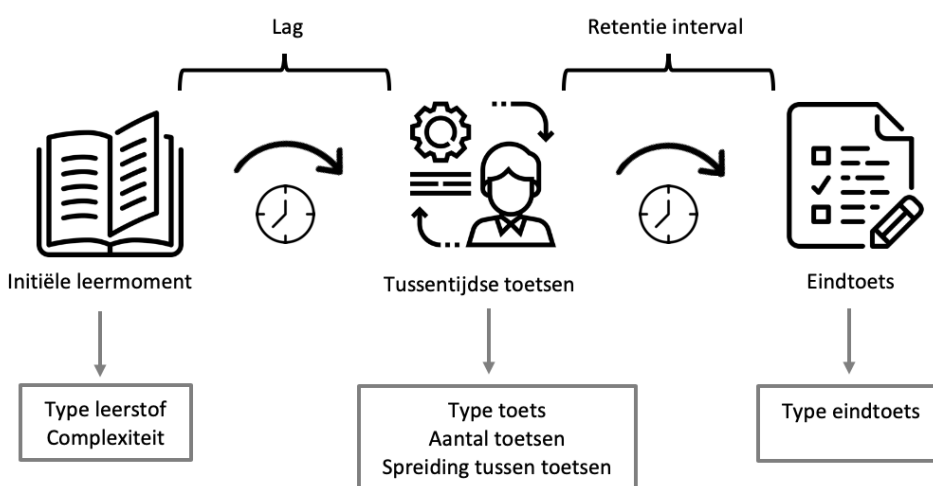 Lag
Retentie interval
Initiële leermoment
Tussentijdse toetsen
Eindtoets
Type leerstof
Complexiteit
Type toets
Aantal toetsen
Spreiding tussen toetsen
Type eindtoets